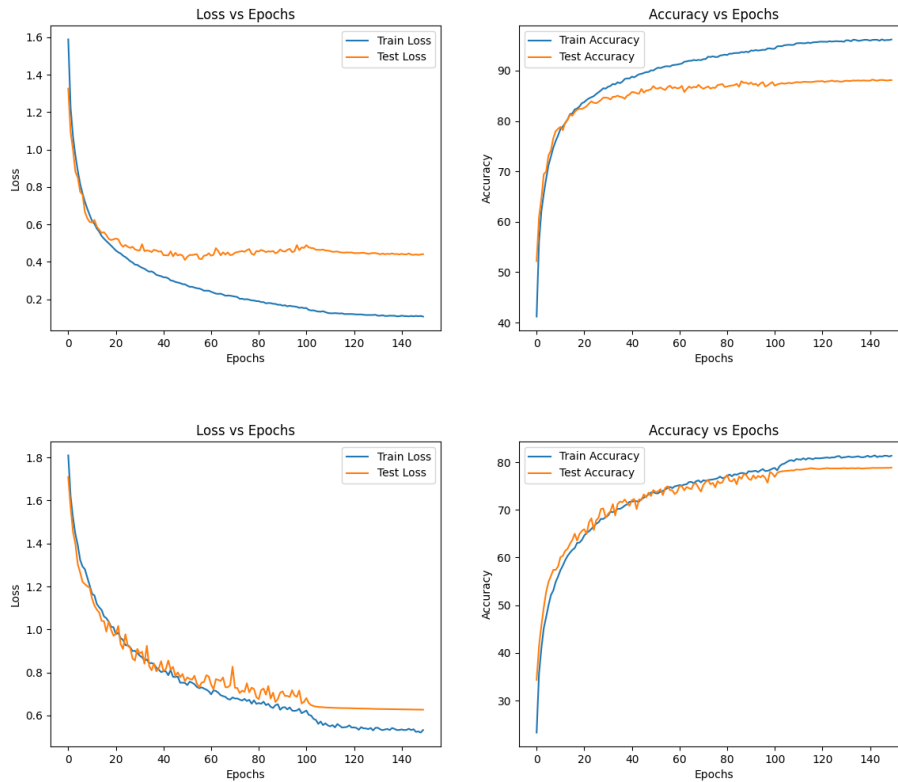 Loss vs Epochs
Train Loss
Test Loss
1.6
1.4
1.2
1.0
0.8
0.6
0.4
0.2
Loss
0 20 40 60 80 100 120 140
Epochs
Accuracy vs Epochs
Train Accuracy
Test Accuracy
90
80
70
60
50
40
Accuracy
0 20 40 60 80 100 120 140
Epochs
Loss vs Epochs
Train Loss
Test Loss
1.8
1.6
1.4
1.2
1.0
0.8
0.6
Loss
0 20 40 60 80 100 120 140
Epochs
Accuracy vs Epochs
Train Accuracy
Test Accuracy
80
70
60
50
40
30
Accuracy
0 20 40 60 80 100 120 140
Epochs